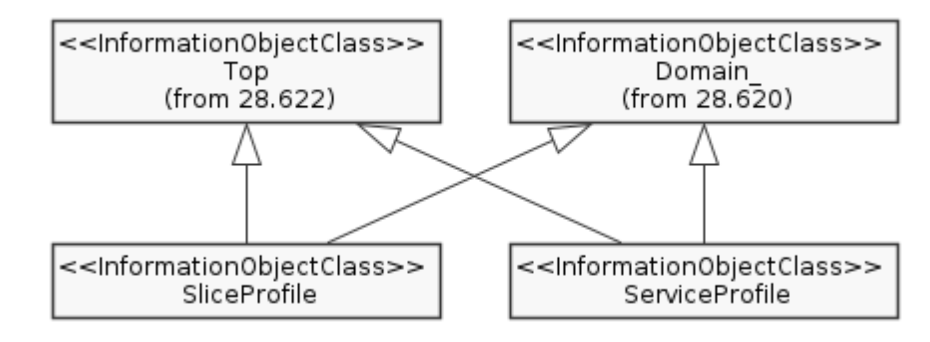 <<InformationObjectClass>>
Top
(from 28.622)
<<InformationObjectClass>>
Domain_
(from 28.620)
<<InformationObjectClass>>
SliceProfile
<<InformationObjectClass>>
ServiceProfile